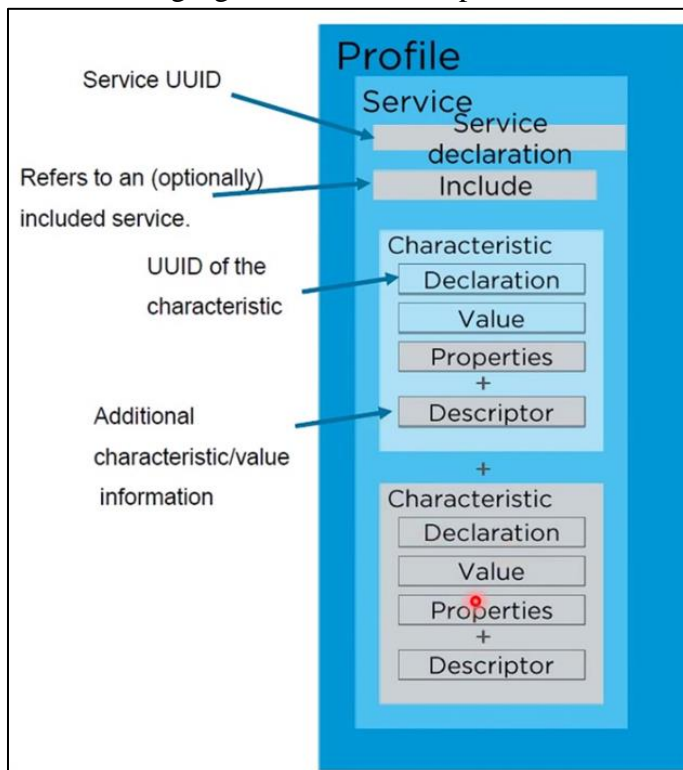 Profile
Service UUID
Service
Service
declaration
Refers to an (optionally)
included service.
Include
UUID of the
characteristic
Characteristic
Declaration
Value
Properties
+
Descriptor
Additional
characteristic/value
information
+
Characteristic
Declaration
Value
Properties
+
Descriptor